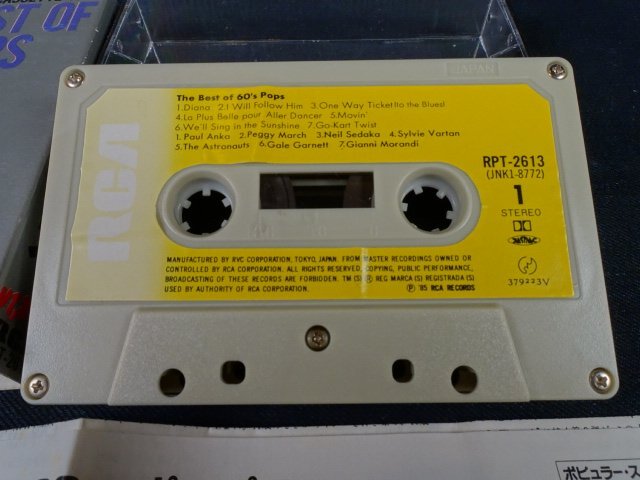 ST OF
PS
JAPAN
The Best of 60's Pops
1.Diana 2.I Will Follow Him 3.One Way Ticket(to the Blues)
4.La Plus Belle pour Aller Dancer 5.Movin'
6.We'll Sing in the Sunshine 7.Go-Kart Twist
1. Paul Anka 2.Peggy March 3.Neil Sedaka 4.Sylvie Vartan
5.The Astronauts 6.Gale Garnett 7.Gianni Morandi
RCA
RPT-2613
(JNK1-8772)
1
STEREO
MANUFACTURED BY RVC CORPORATION, TOKYO, JAPAN. FROM MASTER RECORDINGS OWNED OR
CONTROLLED BY RCA CORPORATION. ALL RIGHTS RESERVED. COPYING, PUBLIC PERFORMANCE,
BROADCASTING OF THESE RECORDS ARE FORBIDDEN. TM(S) ® REG MARCA(S) REGISTRADA(S)
USED BY AUTHORITY OF RCA CORPORATION. ℗ '85 RCA RECORDS
379223V
ポピュラー・ス